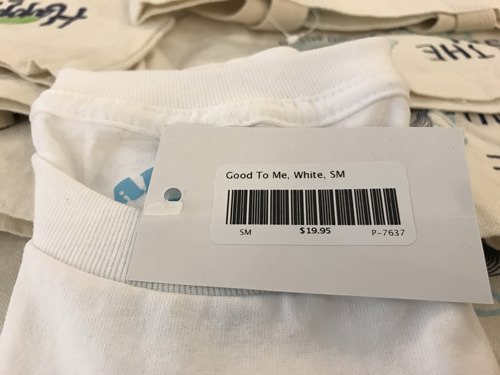 THE
Good To Me, White, SM
SM
$19.95
P-7637